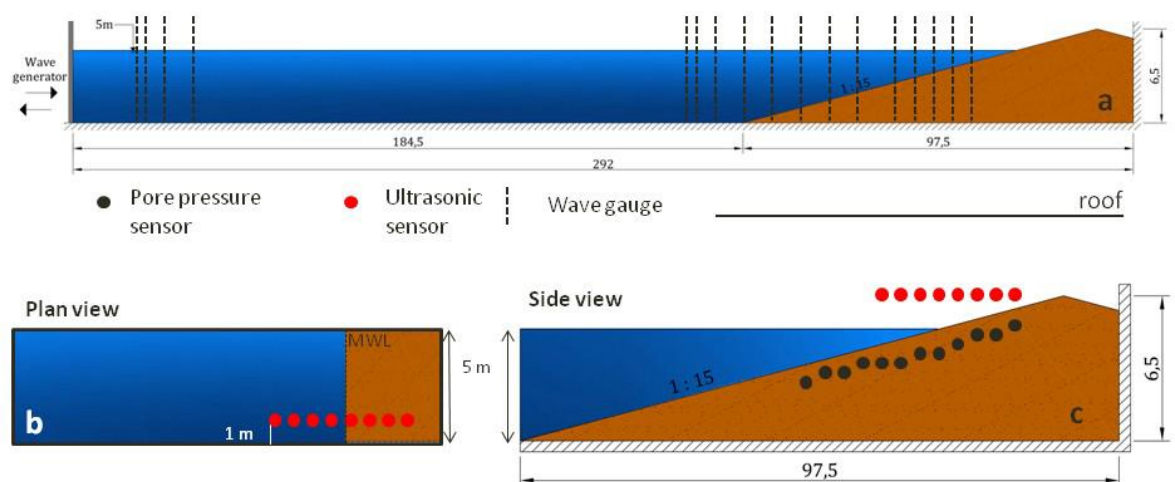 5m
Wave
generator
1:15
a
6,5
184,5
97,5
292
Pore pressure
sensor
Ultrasonic
sensor
Wave gauge
roof
Plan view
MWL
5 m
b
1 m
Side view
1 : 15
c
6,5
97,5